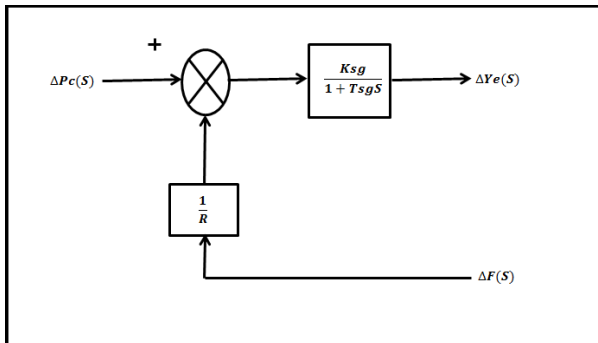 +
ΔPc(S)
Ksg
1 + TsgS
ΔYe(S)
1
R
ΔF(S)